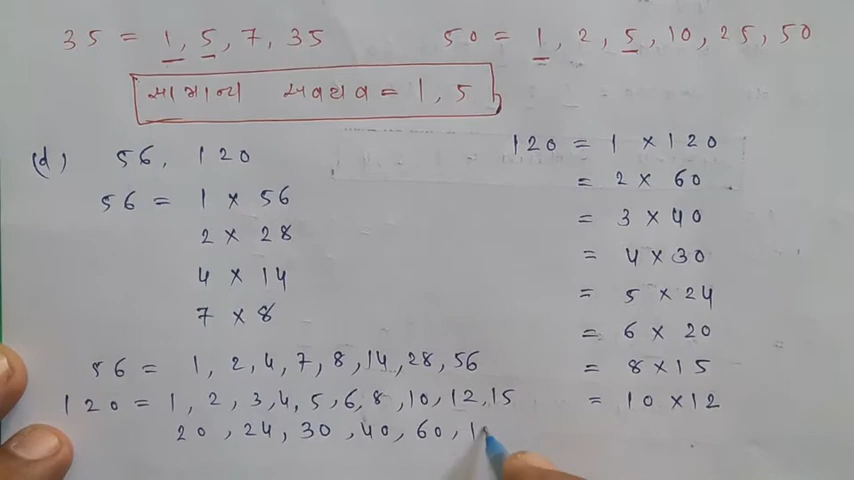 35 = 1, 5, 7, 35
50 = 1, 2, 5, 10, 25, 50
સામાન્ય અવયવ = 1, 5
(d) 56, 120
56 = 1 × 56
2 × 28
4 × 14
7 × 8
56 = 1, 2, 4, 7, 8, 14, 28, 56
120 = 1, 2, 3, 4, 5, 6, 8, 10, 12, 15
20, 24, 30, 40, 60, 1
120 = 1 × 120
= 2 × 60
= 3 × 40
= 4 × 30
= 5 × 24
= 6 × 20
= 8 × 15
= 10 × 12